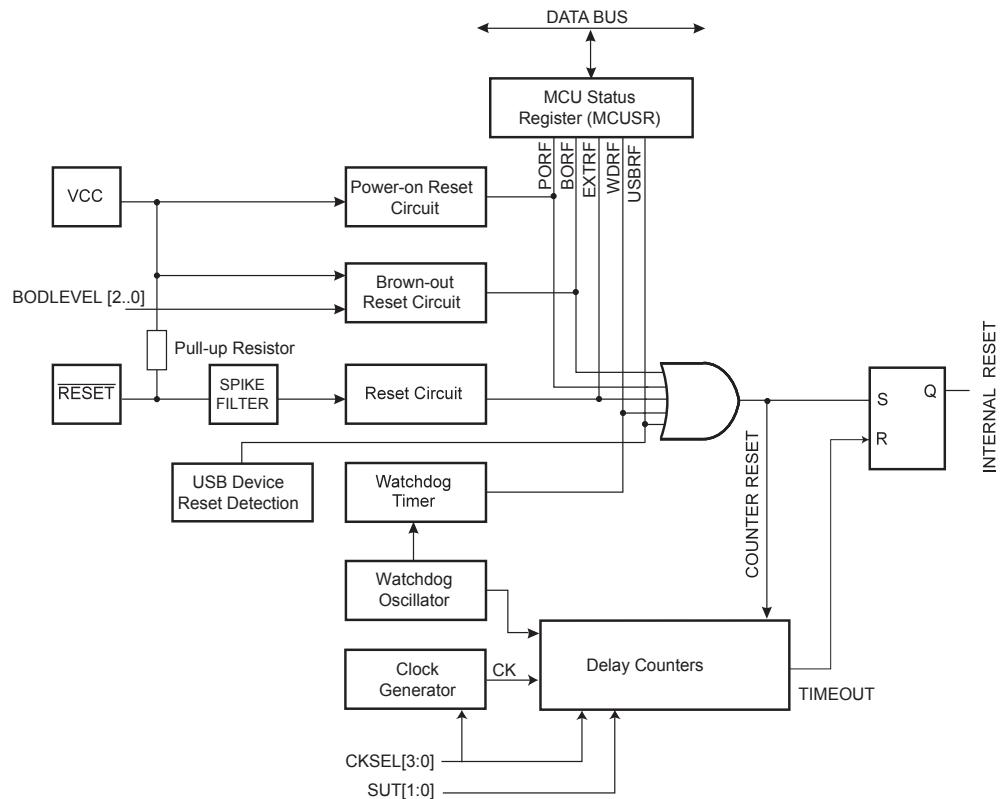 DATA BUS
MCU Status
Register (MCUSR)
PORF
BORF
EXTRF
WDRF
USBRF
VCC
Power-on Reset
Circuit
Brown-out
Reset Circuit
BODLEVEL [2..0]
Pull-up Resistor
RESET
SPIKE
FILTER
Reset Circuit
S
Q
R
INTERNAL RESET
USB Device
Reset Detection
Watchdog
Timer
COUNTER RESET
Watchdog
Oscillator
Clock
Generator
CK
Delay Counters
TIMEOUT
CKSEL[3:0]
SUT[1:0]